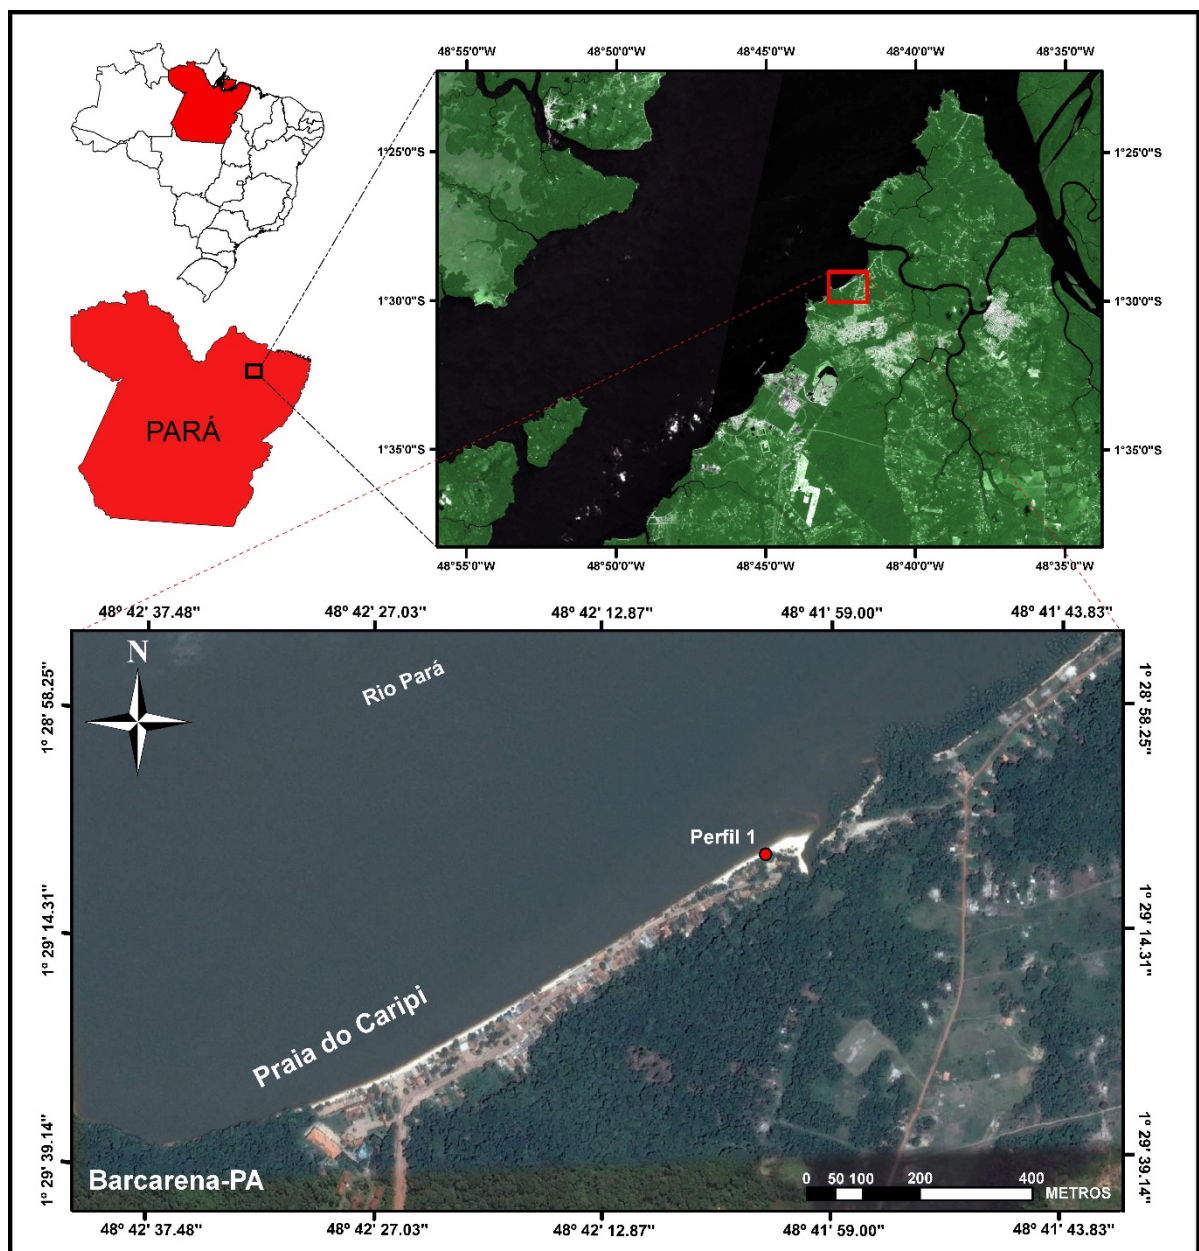 48°55'0"W 48°50'0"W 48°45'0"W 48°40'0"W 48°35'0"W
1°25'0"S 1°25'0"S
1°30'0"S 1°30'0"S
PARÁ
1°35'0"S 1°35'0"S
48°55'0"W 48°50'0"W 48°45'0"W 48°40'0"W 48°35'0"W
48° 42' 37.48" 48° 42' 27.03" 48° 42' 12.87" 48° 41' 59.00" 48° 41' 43.83"
N
Rio Pará
1° 28' 58.25" 1° 28' 58.25"
Perfil 1
1° 29' 14.31" 1° 29' 14.31"
Praia do Caripi
1° 29' 39.14" 1° 29' 39.14"
Barcarena-PA
0 50 100 200 400
METROS
48° 42' 37.48" 48° 42' 27.03" 48° 42' 12.87" 48° 41' 59.00" 48° 41' 43.83"